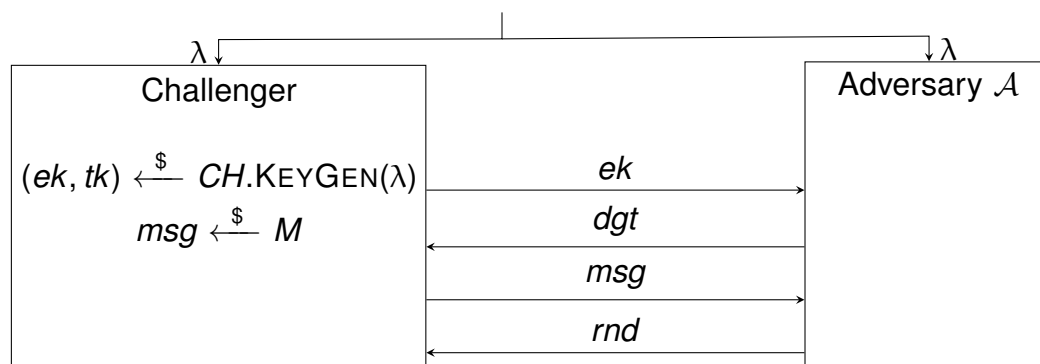 λ λ
Challenger Adversary 𝒜
(ek, tk) ⟵$ CH.KEYGEN(λ) ek
msg ⟵$ M dgt
msg
rnd